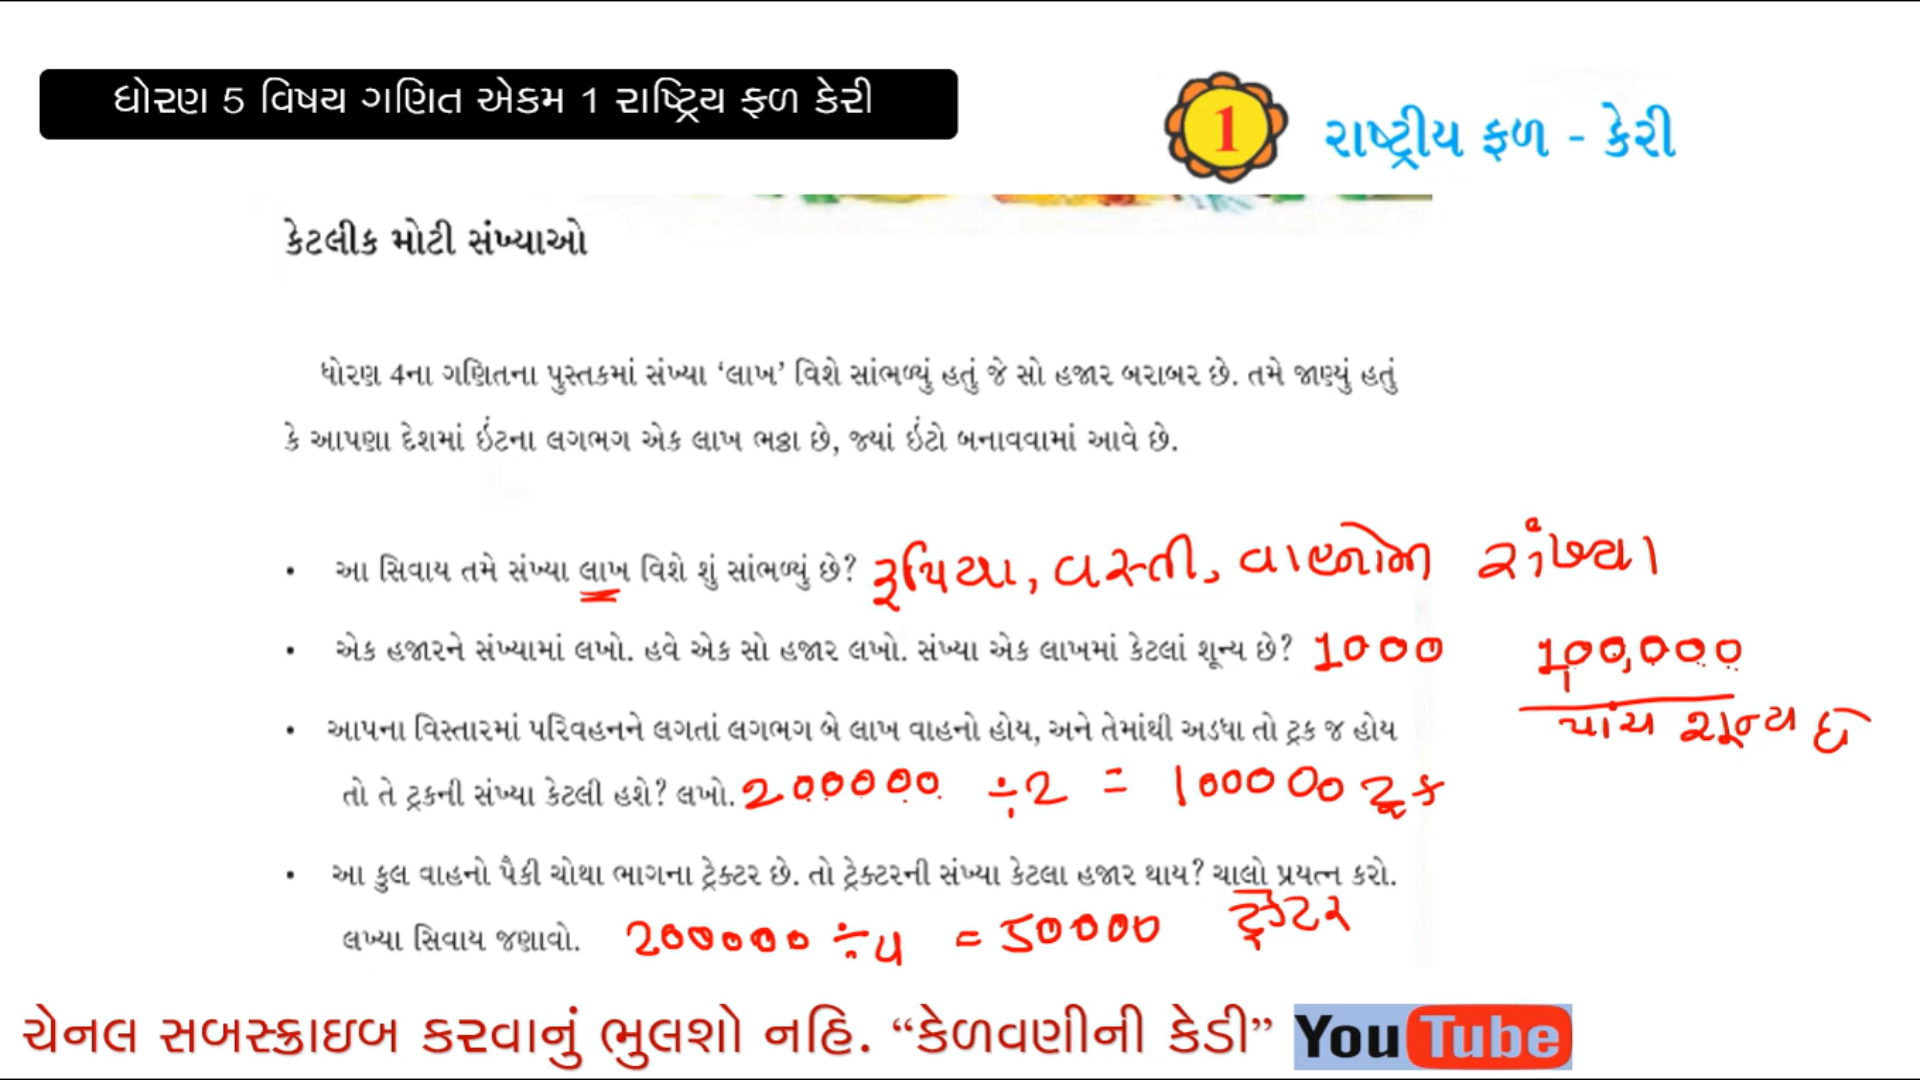 ધોરણ 5 વિષય ગણિત એકમ 1 રાષ્ટ્રિય ફળ કેરી
1 રાષ્ટ્રીય ફળ - કેરી
કેટલીક મોટી સંખ્યાઓ
ધોરણ 4ના ગણિતના પુસ્તકમાં સંખ્યા ‘લાખ’ વિશે સાંભળ્યું હતું જે સો હજાર બરાબર છે. તમે જાણ્યું હતું
કે આપણા દેશમાં ઈંટના લગભગ એક લાખ ભઠ્ઠા છે, જ્યાં ઈંટો બનાવવામાં આવે છે.
• આ સિવાય તમે સંખ્યા લાખ વિશે શું સાંભળ્યું છે? રૂપિયા, વસ્તી, વાહનોની સંખ્યા
• એક હજારને સંખ્યામાં લખો. હવે એક સો હજાર લખો. સંખ્યા એક લાખમાં કેટલાં શૂન્ય છે? 1000 1,00,000
પાંચ શૂન્ય છે
• આપના વિસ્તારમાં પરિવહનને લગતાં લગભગ બે લાખ વાહનો હોય, અને તેમાંથી અડધા તો ટ્રક જ હોય
તો તે ટ્રકની સંખ્યા કેટલી હશે? લખો. 200000 ÷2 = 100000 ટ્રક
• આ કુલ વાહનો પૈકી ચોથા ભાગના ટ્રેક્ટર છે. તો ટ્રેક્ટરની સંખ્યા કેટલા હજાર થાય? ચાલો પ્રયત્ન કરો.
લખ્યા સિવાય જણાવો. 200000 ÷4 = 50000 ટ્રેક્ટર
ચેનલ સબસ્ક્રાઇબ કરવાનું ભુલશો નહિ. “કેળવણીની કેડી” YouTube